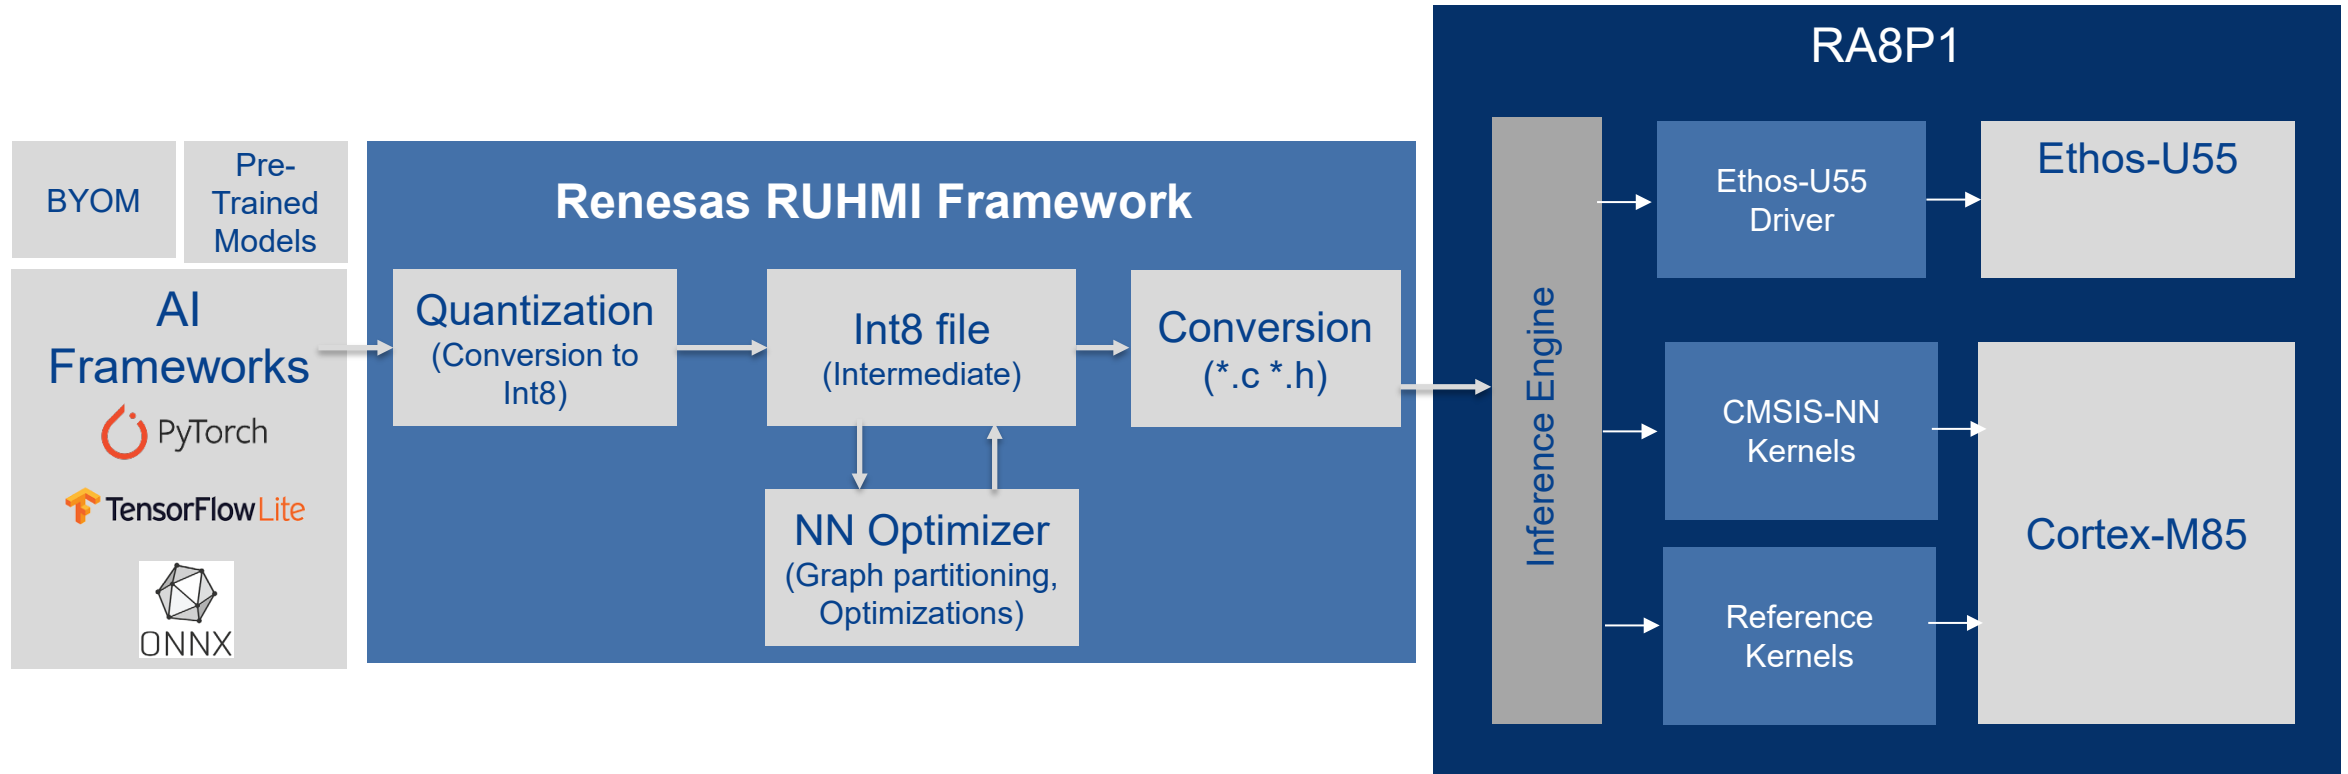 BYOM
Pre-
Trained
Models
AI
Frameworks
PyTorch
TensorFlow Lite
ONNX
Renesas RUHMI Framework
Quantization
(Conversion to
Int8)
Int8 file
(Intermediate)
Conversion
(*.c *.h)
NN Optimizer
(Graph partitioning,
Optimizations)
RA8P1
Inference Engine
Ethos-U55
Driver
Ethos-U55
CMSIS-NN
Kernels
Reference
Kernels
Cortex-M85